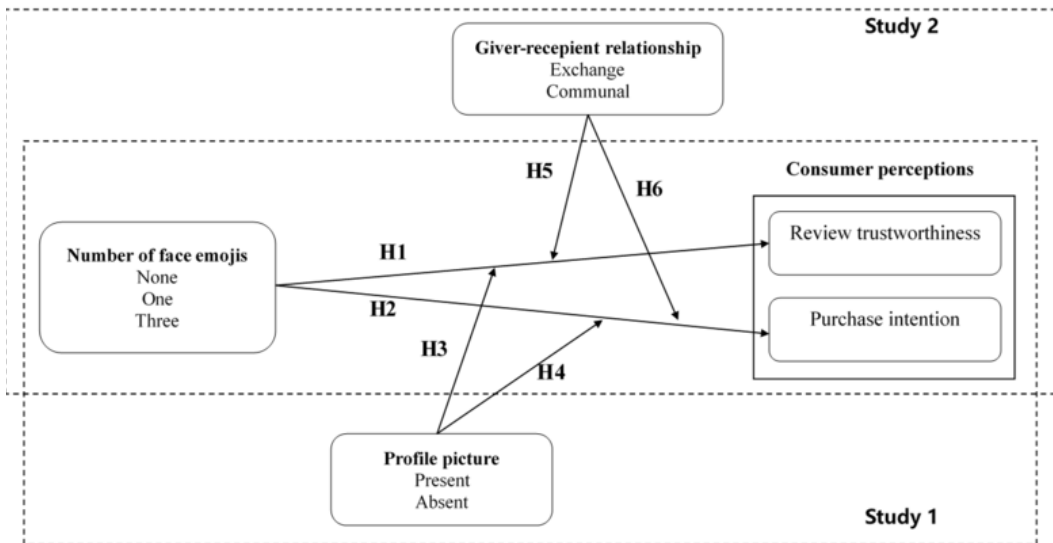 Study 2
Giver-recepient relationship
Exchange
Communal
H5
H6
Consumer perceptions
Number of face emojis
None
One
Three
H1
H2
Review trustworthiness
Purchase intention
H3
H4
Profile picture
Present
Absent
Study 1